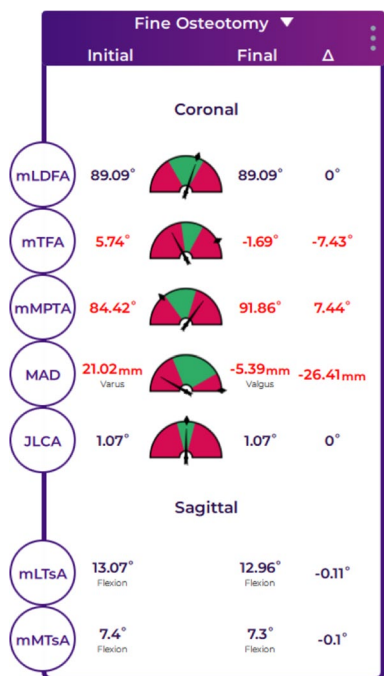 Fine Osteotomy ▼
Initial Final Δ
Coronal
mLDFA 89.09° 89.09° 0°
mTFA 5.74° -1.69° -7.43°
mMPTA 84.42° 91.86° 7.44°
MAD 21.02mm -5.39mm -26.41mm
Varus Valgus
JLCA 1.07° 1.07° 0°
Sagittal
mLTsA 13.07° 12.96° -0.11°
Flexion Flexion
mMTsA 7.4° 7.3° -0.1°
Flexion Flexion